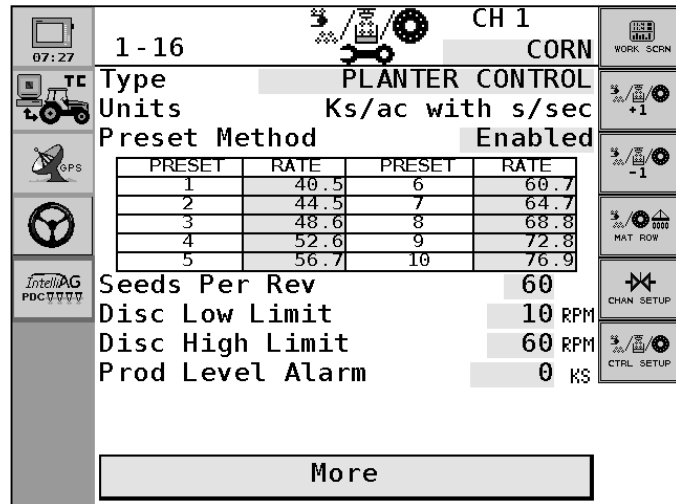 07:27
TC
GPS
IntelliAG
PDC
1-16
CH 1
CORN
Type PLANTER CONTROL
Units Ks/ac with s/sec
Preset Method Enabled
PRESET RATE PRESET RATE
1 40.5 6 60.7
2 44.5 7 64.7
3 48.6 8 68.8
4 52.6 9 72.8
5 56.7 10 76.9
Seeds Per Rev 60
Disc Low Limit 10 RPM
Disc High Limit 60 RPM
Prod Level Alarm 0 KS
More
WORK SCRN
+1
-1
MAT ROW
CHAN SETUP
CTRL SETUP